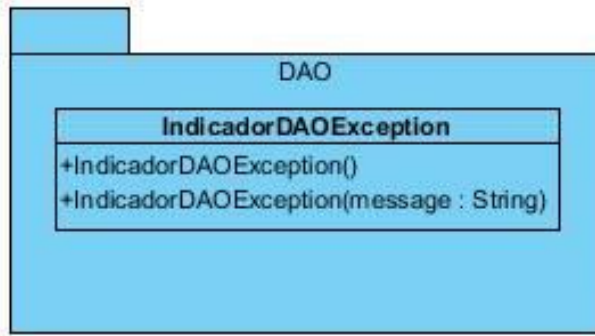 DAO
IndicadorDAOException
+IndicadorDAOException()
+IndicadorDAOException(message : String)